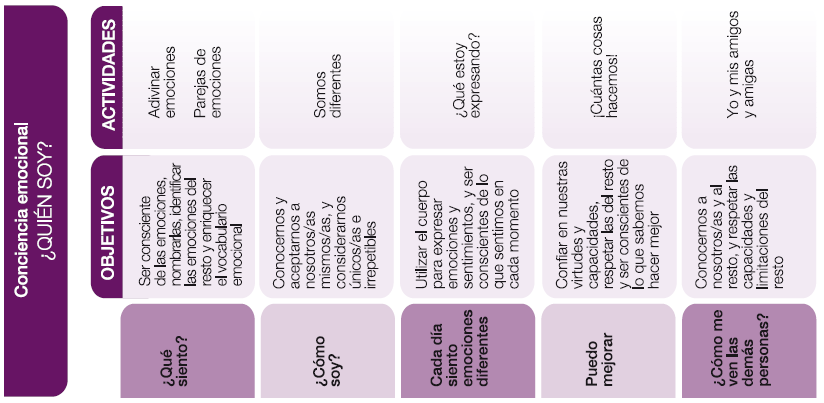 Conciencia emocional
¿QUIÉN SOY?
OBJETIVOS
ACTIVIDADES
¿Qué
siento?
Ser consciente
de las emociones,
nombrarlas, identificar
las emociones del
resto y enriquecer
el vocabulario
emocional
Adivinar
emociones
Parejas de
emociones
¿Cómo
soy?
Conocernos y
aceptarnos a
nosotros/as
mismos/as, y
considerarnos
únicos/as e
irrepetibles
Somos
diferentes
Cada día
siento
emociones
diferentes
Utilizar el cuerpo
para expresar
emociones y
sentimientos, y ser
conscientes de lo
que sentimos en
cada momento
¿Qué estoy
expresando?
Puedo
mejorar
Confiar en nuestras
virtudes y
capacidades,
respetar las del resto
y ser conscientes de
lo que sabemos
hacer mejor
¡Cuántas cosas
hacemos!
¿Cómo me
ven las
demás
personas?
Conocernos a
nosotros/as y al
resto, y respetar las
capacidades y
limitaciones del
resto
Yo y mis amigos
y amigas